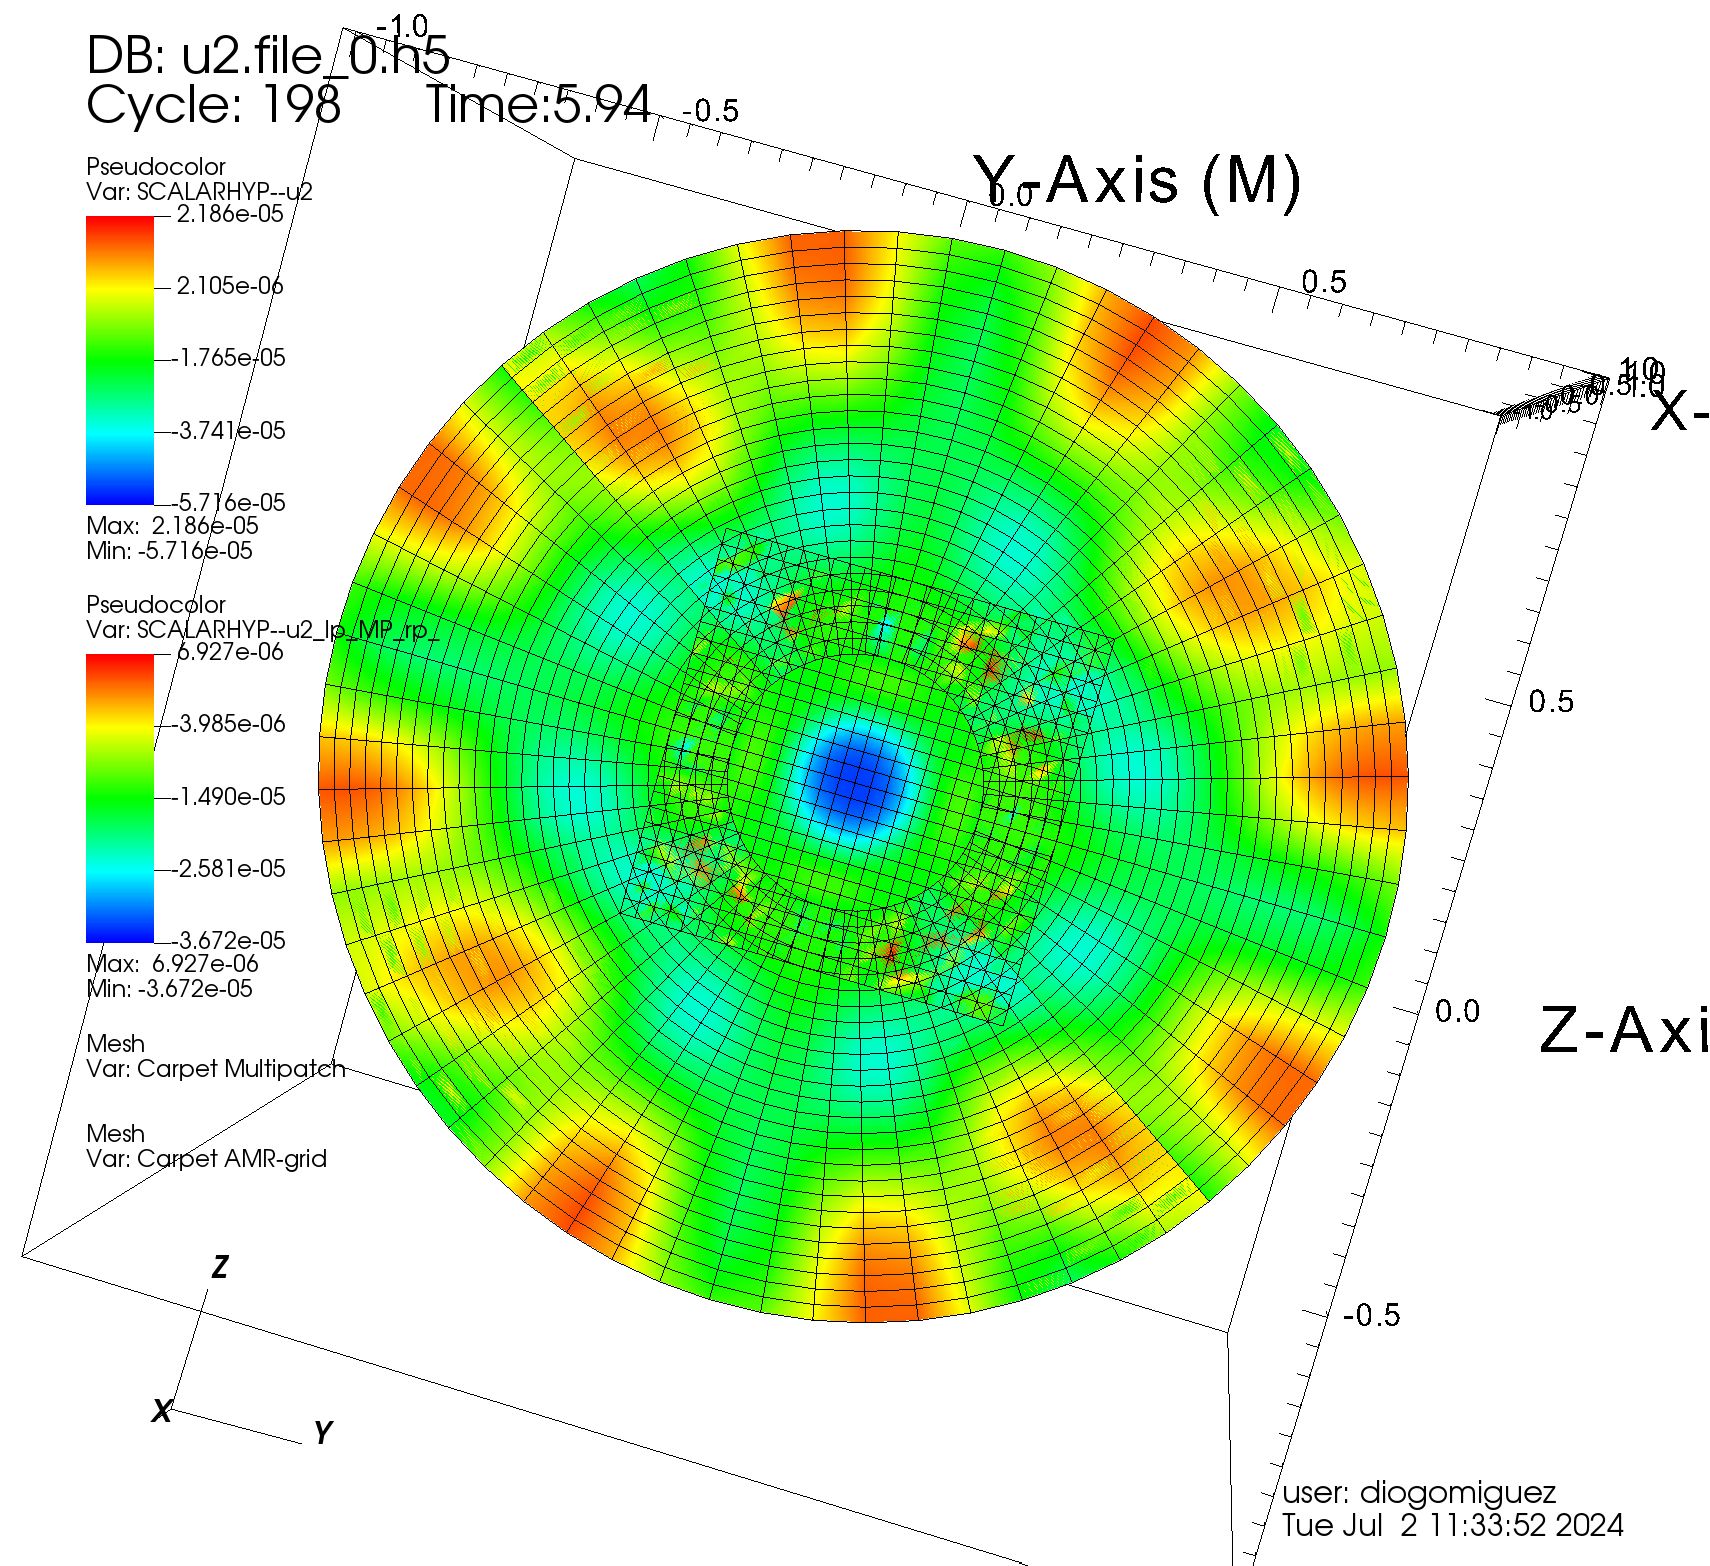 DB: u2.file_0.h5
Cycle: 198 Time:5.94
Pseudocolor
Var: SCALARHYP--u2
2.186e-05
2.105e-06
-1.765e-05
-3.741e-05
-5.716e-05
Max: 2.186e-05
Min: -5.716e-05
Pseudocolor
Var: SCALARHYP--u2_lp_MP_rp_
6.927e-06
-3.985e-06
-1.490e-05
-2.581e-05
-3.672e-05
Max: 6.927e-06
Min: -3.672e-05
Mesh
Var: Carpet Multipatch
Mesh
Var: Carpet AMR-grid
-1.0
-0.5
Y-Axis (M)
0.0
0.5
1.0
X-
0.5
0.0
Z-Axi
-0.5
Z
X
Y
user: diogomiguez
Tue Jul 2 11:33:52 2024